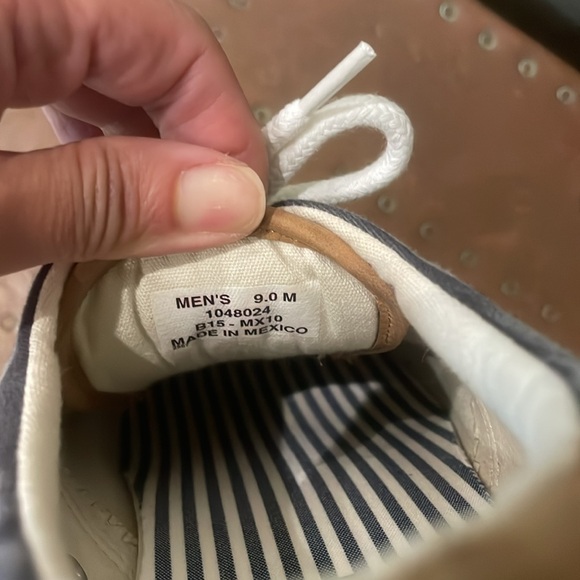 MEN'S 9.0 M
1048024
B15 - MX10
MADE IN MEXICO